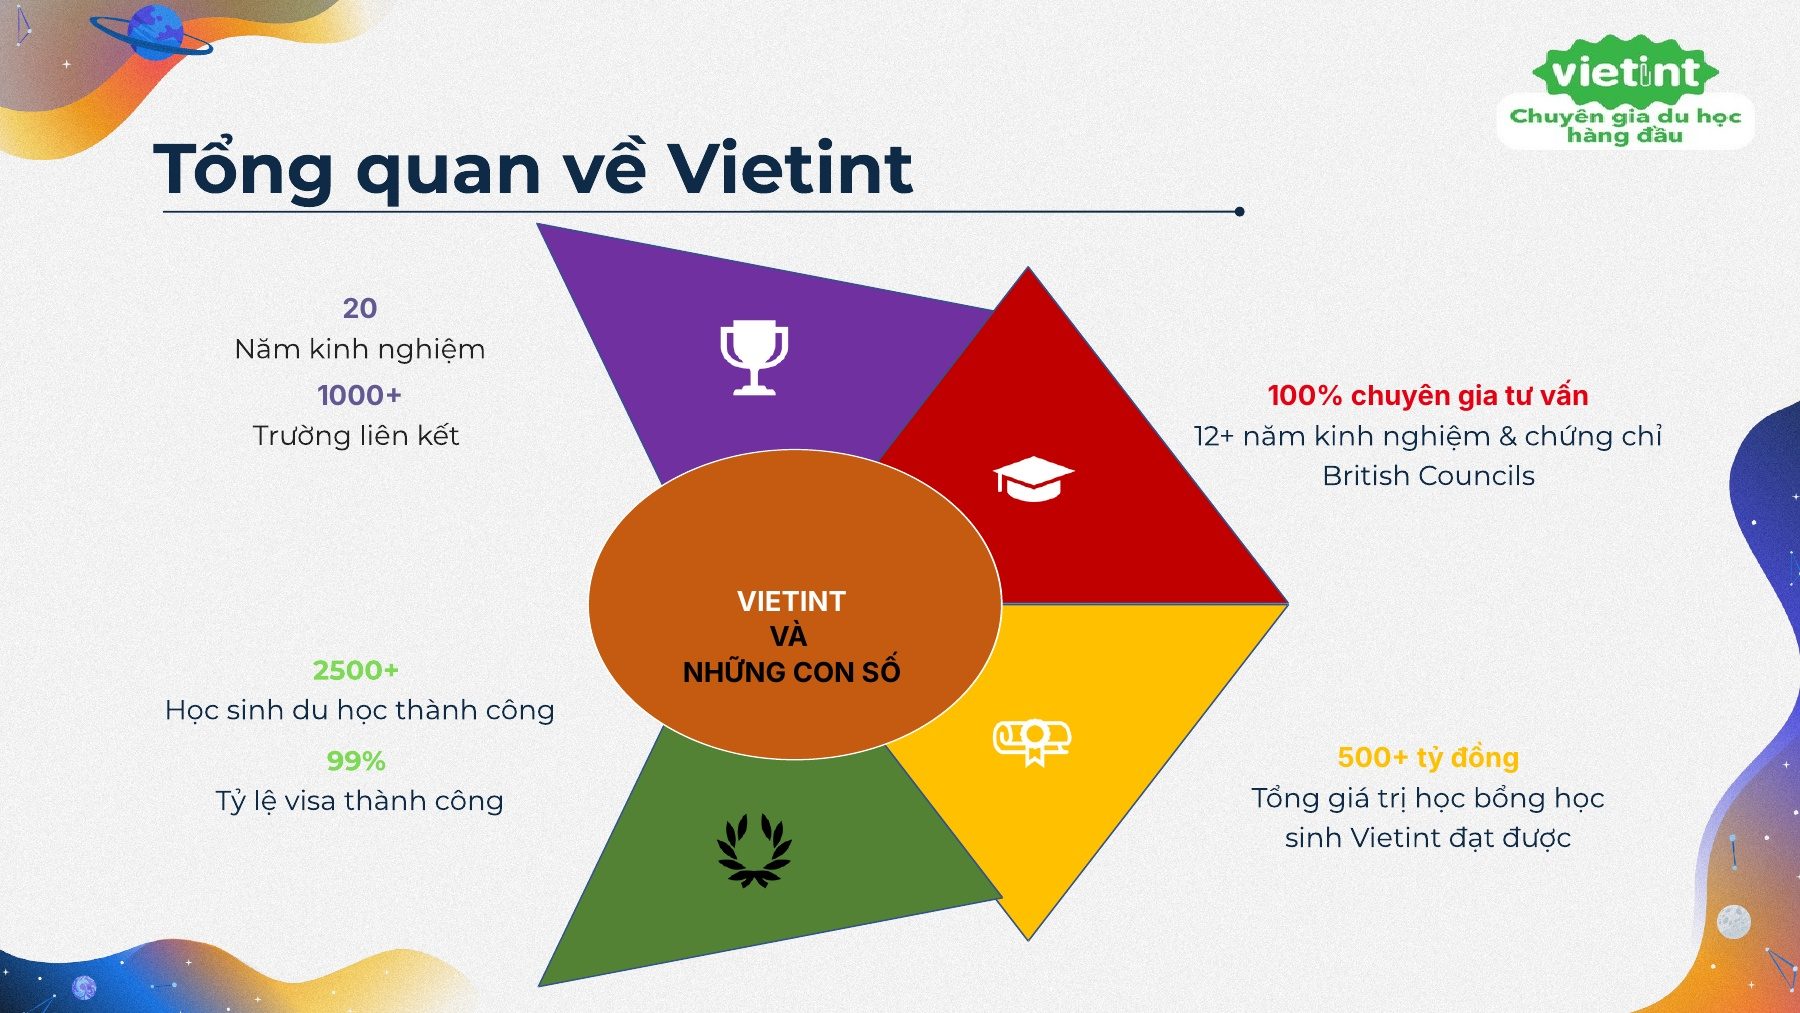 vietint
Chuyên gia du học
hàng đầu
Tổng quan về Vietint
20
Năm kinh nghiệm
1000+
Trường liên kết
100% chuyên gia tư vấn
12+ năm kinh nghiệm & chứng chỉ
British Councils
VIETINT
VÀ
NHỮNG CON SỐ
2500+
Học sinh du học thành công
99%
Tỷ lệ visa thành công
500+ tỷ đồng
Tổng giá trị học bổng học
sinh Vietint đạt được